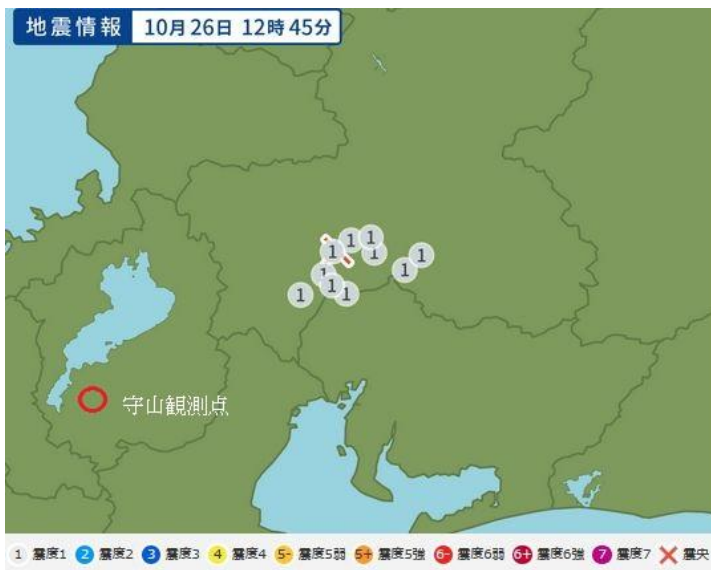 地震情報 10月26日 12時45分
1 1 1 1
1 1
1 1 1 1
守山観測点
1 震度1 2 震度2 3 震度3 4 震度4 5- 震度5弱 5+ 震度5強 6- 震度6弱 6+ 震度6強 7 震度7 震央